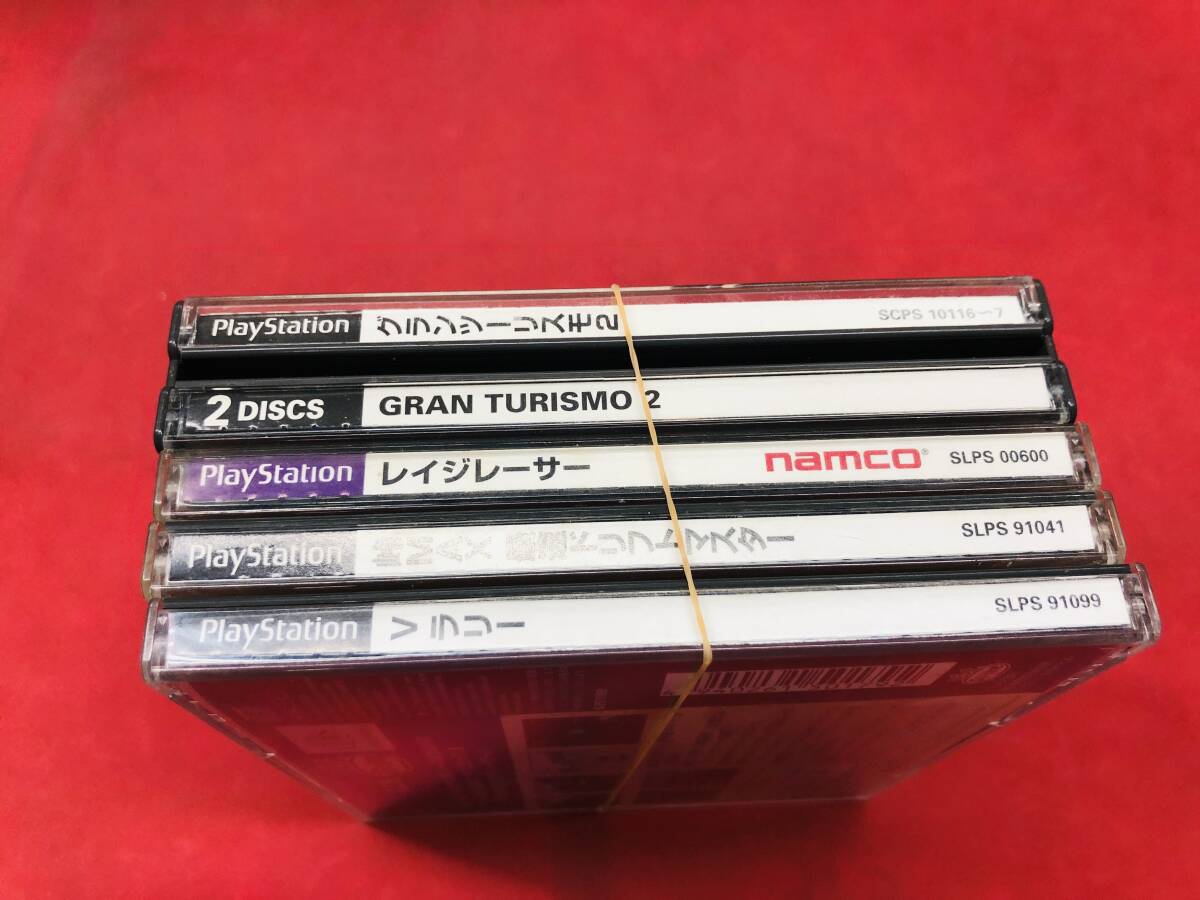 PlayStation グランツーリスモ2 SCPS 10116〜7
2 DISCS GRAN TURISMO 2
PlayStation レイジレーサー namco® SLPS 00600
PlayStation SLPS 91041
PlayStation Vラリー SLPS 91099